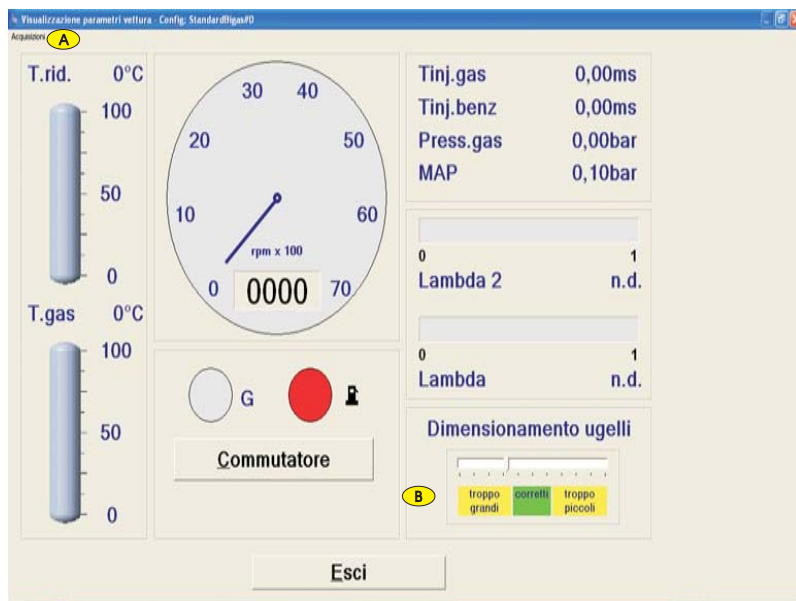 Visualizzazione parametri vettura - Config: StandardBigas#0
Acquisizioni
A
T.rid. 0°C
100
50
0
T.gas 0°C
100
50
0
0
10
20
30
40
50
60
70
rpm x 100
0000
G
Commutatore
Tinj.gas 0,00ms
Tinj.benz 0,00ms
Press.gas 0,00bar
MAP 0,10bar
0 1
Lambda 2 n.d.
0 1
Lambda n.d.
Dimensionamento ugelli
B
troppo grandi
corretti
troppo piccoli
Esci